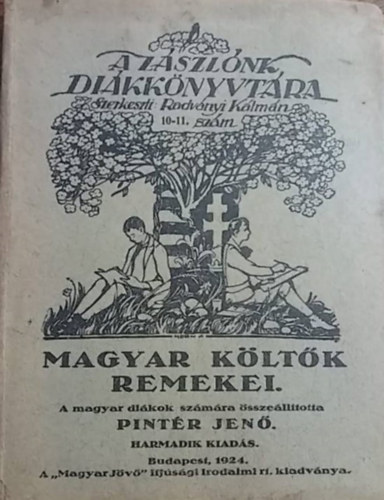 A ZÁSZLÓNK
DIÁKKÖNYVTÁRA
Szerkeszti Radványi Kálmán
10-11. szám
MAGYAR KÖLTŐK
REMEKEI.
A magyar diákok számára összeállította
PINTÉR JENŐ.
HARMADIK KIADÁS.
Budapest, 1924.
A „Magyar Jövő" ifjúsági irodalmi rt. kiadványa.